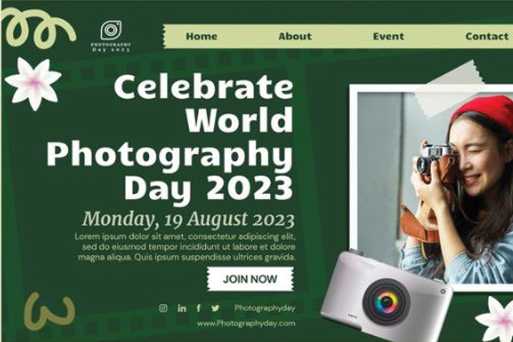 PHOTOGRAPHY
Day 2023
Home About Event Contact
Celebrate
World
Photography
Day 2023
Monday, 19 August 2023
Lorem ipsum dolor sit amet, consectetur adipiscing elit,
sed do eiusmod tempor incididunt ut labore et dolore
magna aliqua. Quis ipsum suspendisse ultrices gravida.
JOIN NOW
Photographyday
www.Photographyday.com